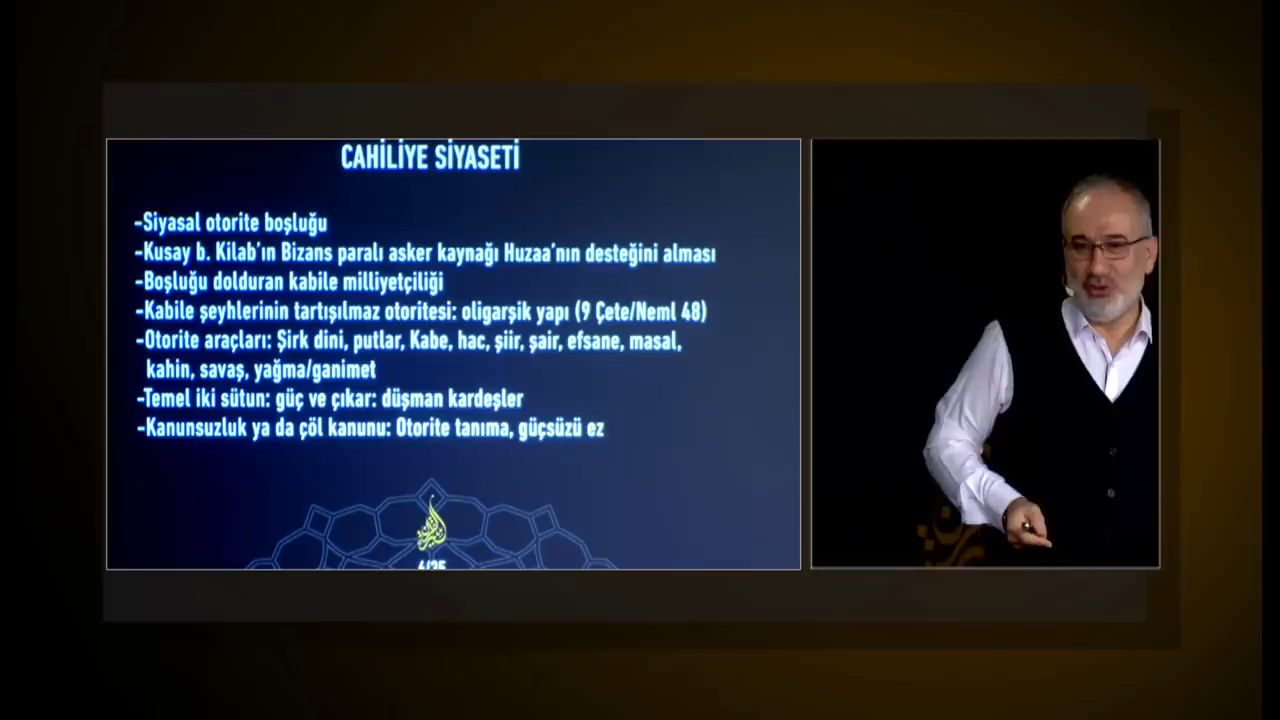 CAHİLİYE SİYASETİ
-Siyasal otorite boşluğu
-Kusay b. Kilab'ın Bizans paralı asker kaynağı Huzaa'nın desteğini alması
-Boşluğu dolduran kabile milliyetçiliği
-Kabile şeyhlerinin tartışılmaz otoritesi: oligarşik yapı (9 Çete/Neml 48)
-Otorite araçları: Şirk dini, putlar, Kabe, hac, şiir, şair, efsane, masal,
kahin, savaş, yağma/ganimet
-Temel iki sütun: güç ve çıkar: düşman kardeşler
-Kanunsuzluk ya da çöl kanunu: Otorite tanıma, güçsüzü ez